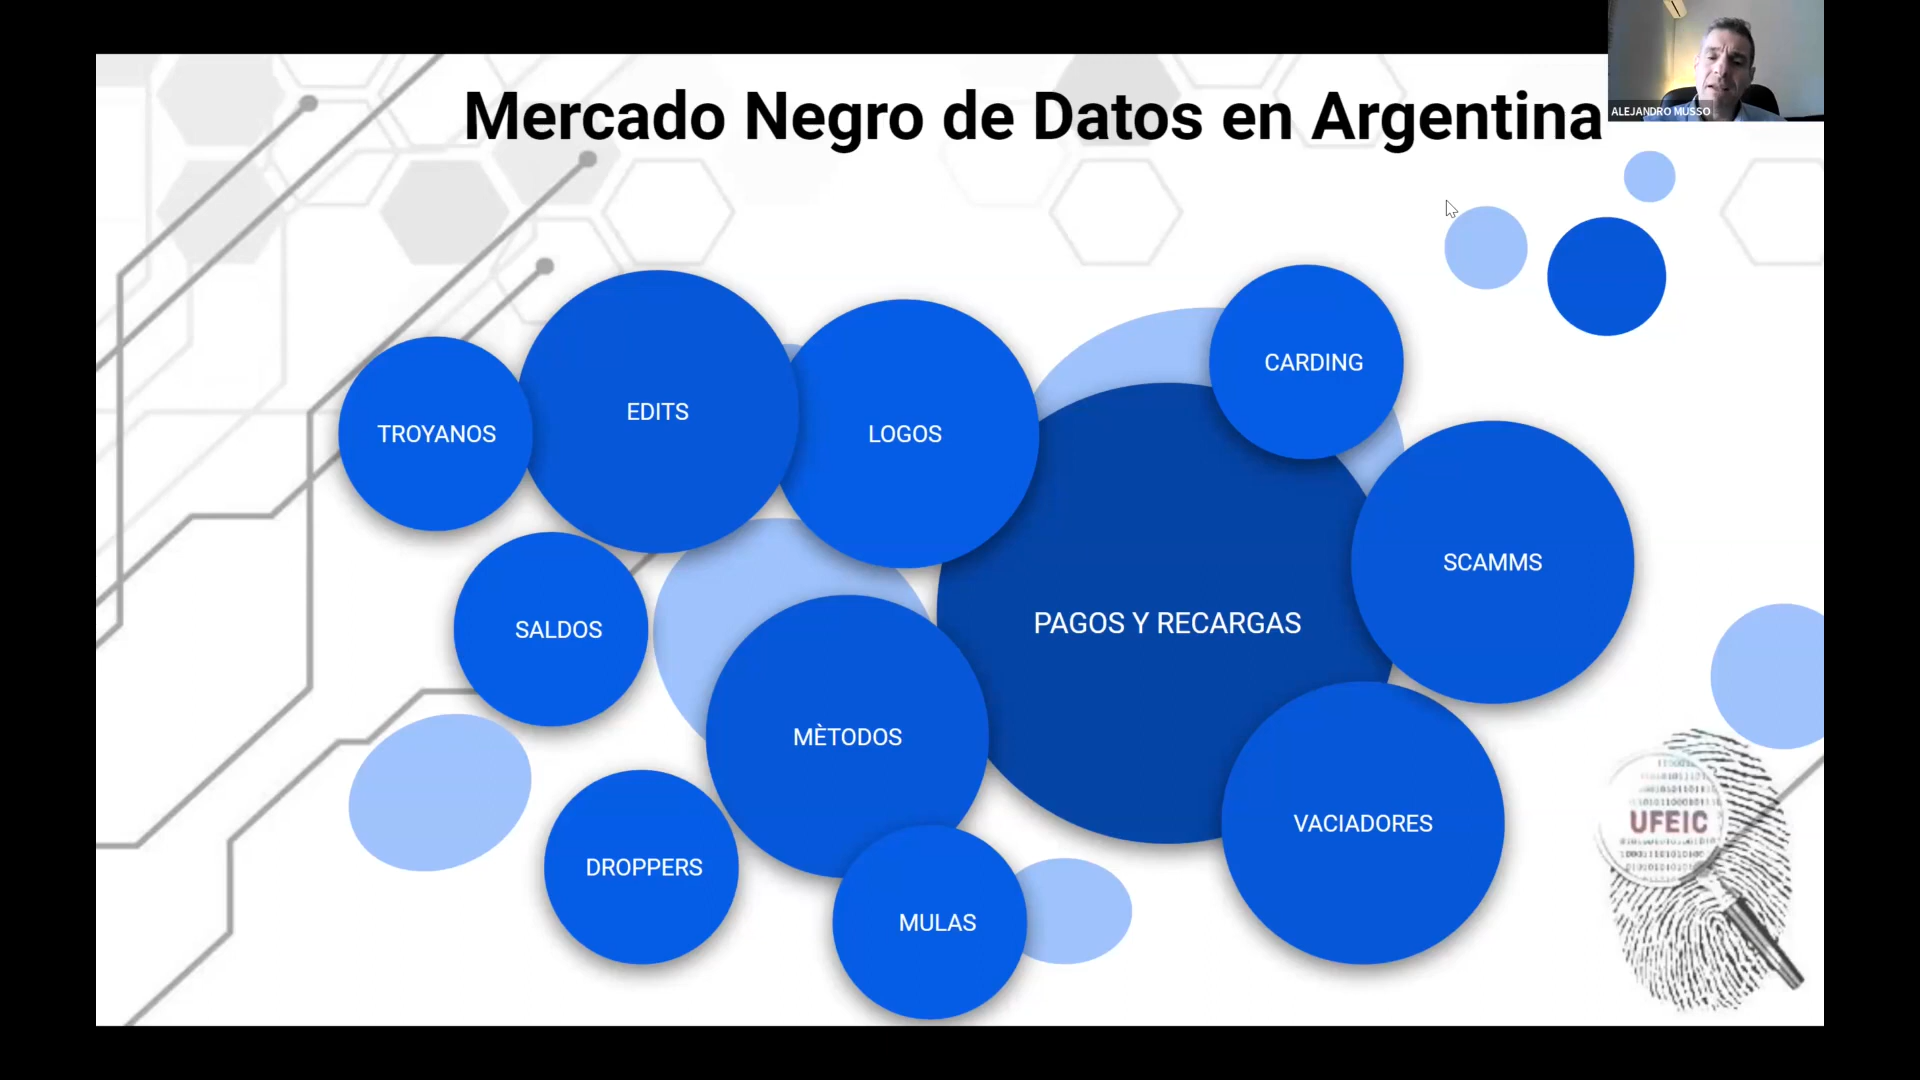 Mercado Negro de Datos en Argentina
ALEJANDRO MUSSO
CARDING
EDITS
TROYANOS
LOGOS
SCAMMS
PAGOS Y RECARGAS
SALDOS
MÈTODOS
VACIADORES
UFEIC
DROPPERS
MULAS